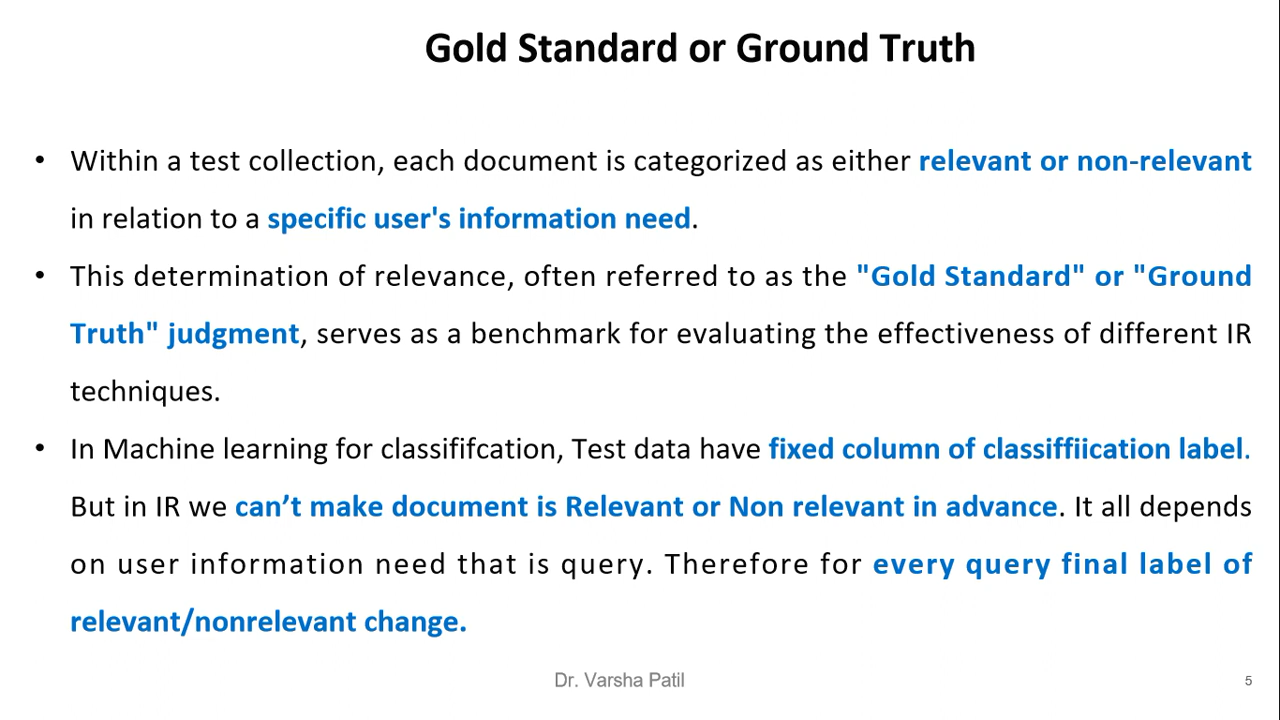 Gold Standard or Ground Truth
• Within a test collection, each document is categorized as either relevant or non-relevant
in relation to a specific user's information need.
• This determination of relevance, often referred to as the "Gold Standard" or "Ground
Truth" judgment, serves as a benchmark for evaluating the effectiveness of different IR
techniques.
• In Machine learning for classififcation, Test data have fixed column of classiffiication label.
But in IR we can’t make document is Relevant or Non relevant in advance. It all depends
on user information need that is query. Therefore for every query final label of
relevant/nonrelevant change.
Dr. Varsha Patil
5